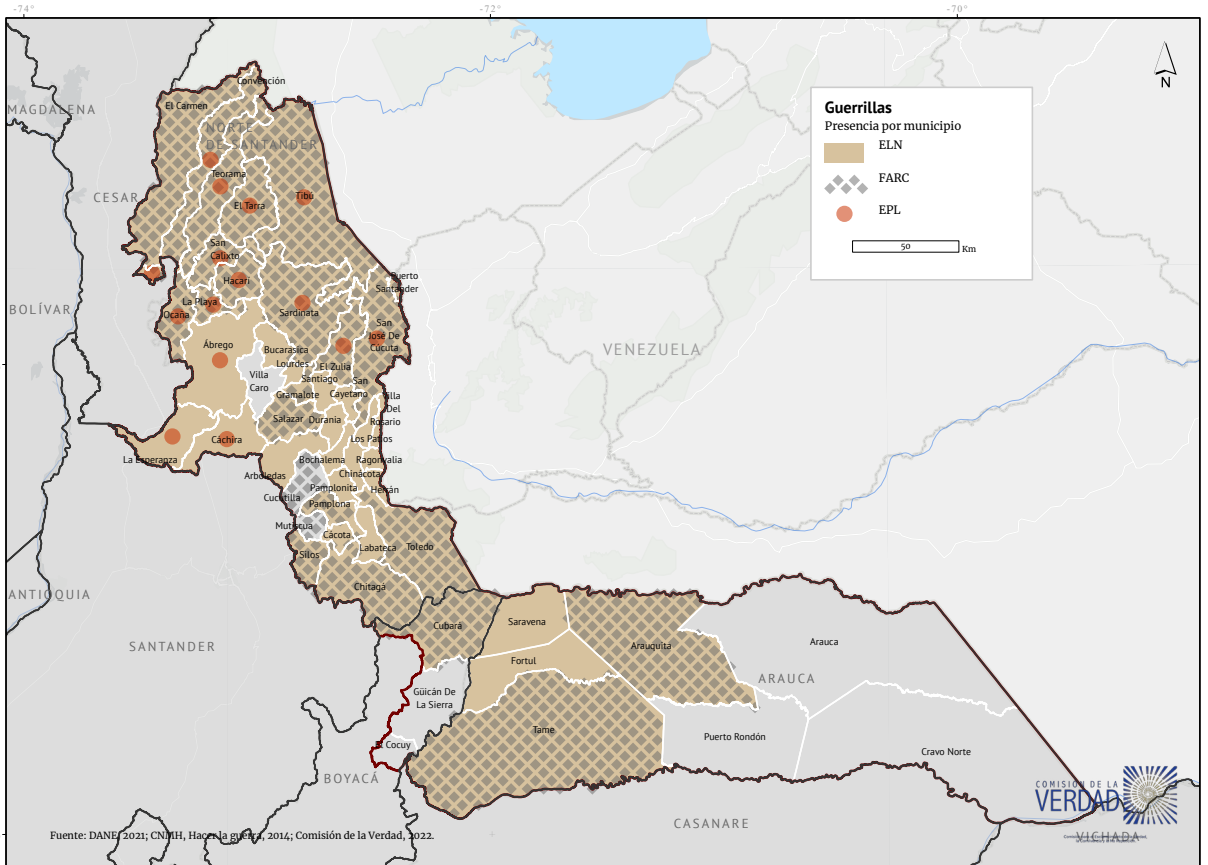 -74°
-72°
-70°
N
Guerrillas
Presencia por municipio
ELN
FARC
EPL
50
Km
MAGDALENA
CESAR
BOLÍVAR
ANTIOQUIA
SANTANDER
BOYACÁ
CASANARE
VICHADA
ARAUCA
VENEZUELA
NORTE
DE SANTANDER
Convención
El Carmen
Teorama
El Tarra
Tibú
San
Calixto
Hacarí
La Playa
Ocaña
Sardinata
Puerto
Santander
San
José De
Cucuta
Ábrego
Bucarasica
Lourdes
El Zulia
Villa
Caro
Santiago
San
Cayetano
Gramalote
Villa
Del
Rosario
Salazar
Durania
Los Patios
Cáchira
La Esperanza
Bochalema
Ragonvalia
Arboledas
Chinácota
Cucutilla
Pamplonita
Herrán
Pamplona
Mutiscua
Cácota
Labateca
Toledo
Silos
Chitagá
Cubará
Saravena
Arauquita
Arauca
Fortul
Güicán De
La Sierra
Tame
Puerto Rondón
Cravo Norte
El Cocuy
COMISIÓN DE LA
VERDAD
Fuente: DANE, 2021; CNMH, Hacer la guerra, 2014; Comisión de la Verdad, 2022.